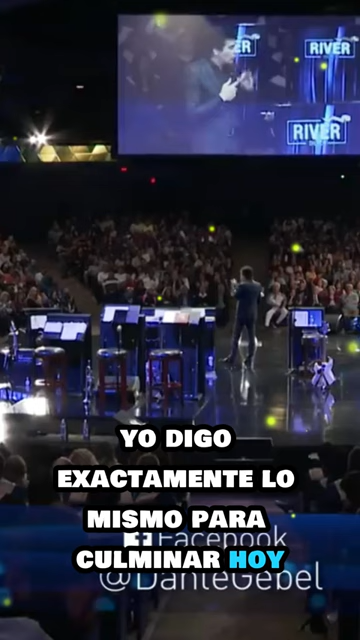 RIVER
RIVER
YO DIGO
EXACTAMENTE LO
MISMO PARA
Facebook
CULMINAR HOY
@DanteGebel